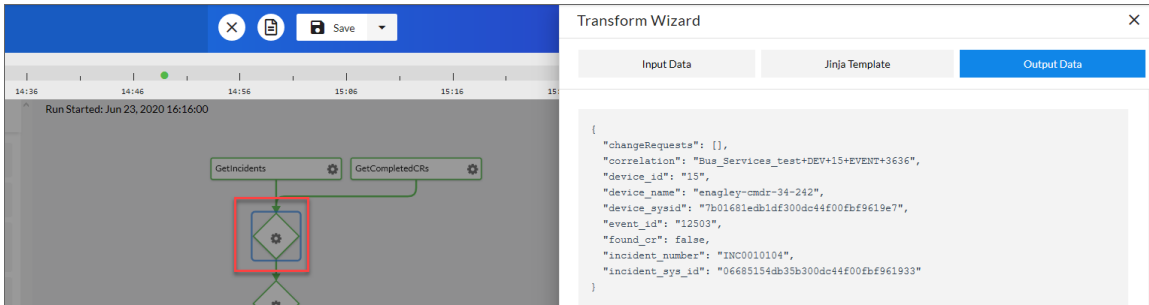 Save
14:36
14:46
14:56
15:06
15:16
15:
Run Started: Jun 23, 2020 16:16:00
GetIncidents
GetCompletedCRs
Transform Wizard
Input Data
Jinja Template
Output Data
{
"changeRequests": [],
"correlation": "Bus_Services_test+DEV+15+EVENT+3636",
"device_id": "15",
"device_name": "enagley-cmdr-34-242",
"device_sysid": "7b01681edb1df300dc44f00fbf9619e7",
"event_id": "12503",
"found_cr": false,
"incident_number": "INC0010104",
"incident_sys_id": "06685154db35b300dc44f00fbf961933"
}